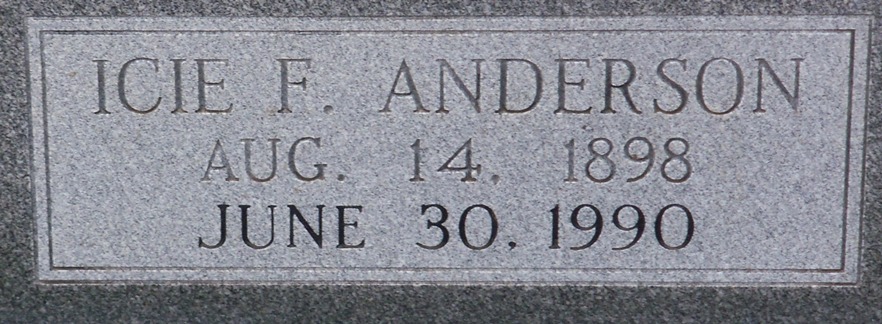 ICIE F. ANDERSON
AUG. 14, 1898
JUNE 30, 1990